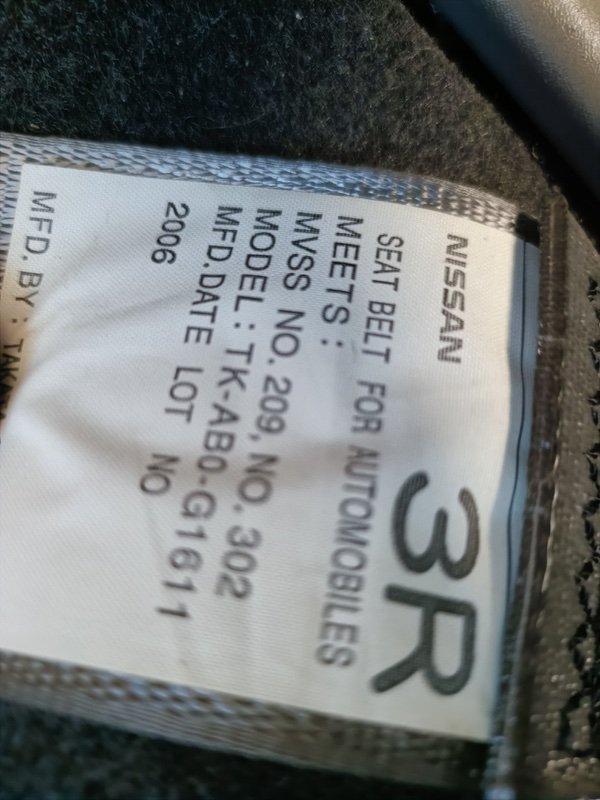 NISSAN 3R
SEAT BELT FOR AUTOMOBILES
MEETS:
MVSS NO.209,NO.302
MODEL:TK-AB0-G1611
MFD.DATE LOT NO
2006
MFD.BY: